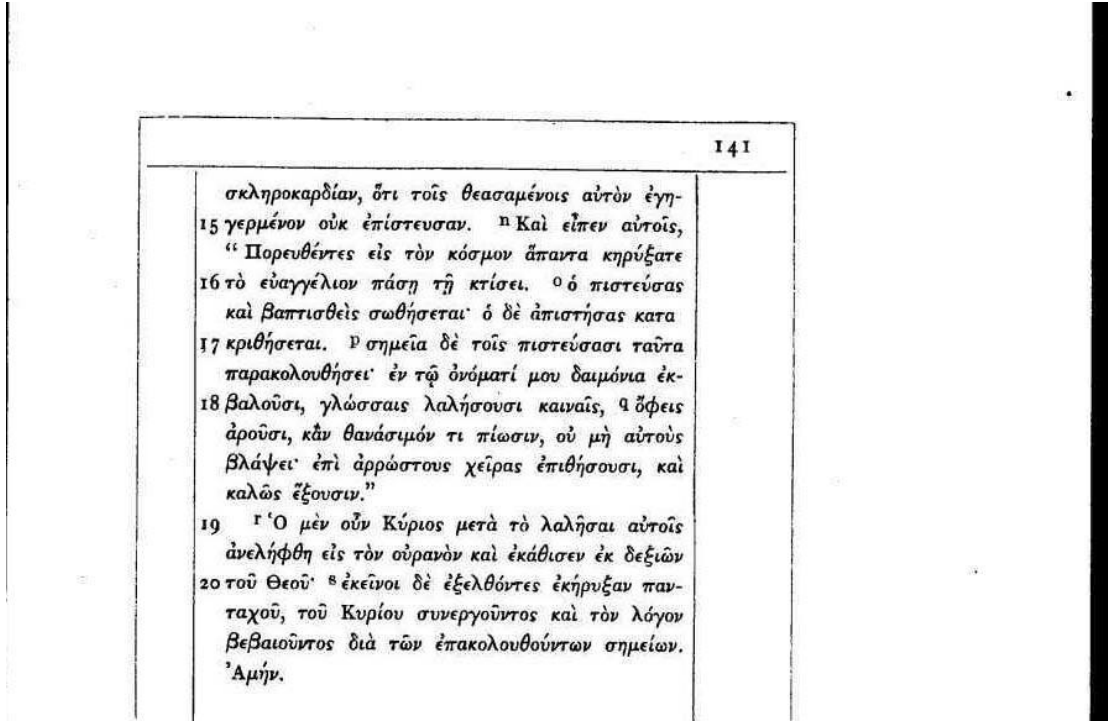 141
σκληροκαρδίαν, ὅτι τοῖς θεασαμένοις αὐτὸν ἐγη-
15 γερμένον οὐκ ἐπίστευσαν. ⁿ Καὶ εἶπεν αὐτοῖς,
“ Πορευθέντες εἰς τὸν κόσμον ἅπαντα κηρύξατε
16 τὸ εὐαγγέλιον πάσῃ τῇ κτίσει. ᵒ ὁ πιστεύσας
καὶ βαπτισθεὶς σωθήσεται· ὁ δὲ ἀπιστήσας κατα
17 κριθήσεται. ᵖ σημεῖα δὲ τοῖς πιστεύσασι ταῦτα
παρακολουθήσει· ἐν τῷ ὀνόματί μου δαιμόνια ἐκ-
18 βαλοῦσι, γλώσσαις λαλήσουσι καιναῖς, q ὄφεις
ἀροῦσι, κἂν θανάσιμόν τι πίωσιν, οὐ μὴ αὐτοὺς
βλάψει· ἐπὶ ἀρρώστους χεῖρας ἐπιθήσουσι, καὶ
καλῶς ἕξουσιν.”
19 ʳ Ὁ μὲν οὖν Κύριος μετὰ τὸ λαλῆσαι αὐτοῖς
ἀνελήφθη εἰς τὸν οὐρανὸν καὶ ἐκάθισεν ἐκ δεξιῶν
20 τοῦ Θεοῦ· ˢ ἐκεῖνοι δὲ ἐξελθόντες ἐκήρυξαν παν-
ταχοῦ, τοῦ Κυρίου συνεργοῦντος καὶ τὸν λόγον
βεβαιοῦντος διὰ τῶν ἐπακολουθούντων σημείων.
Ἀμήν.